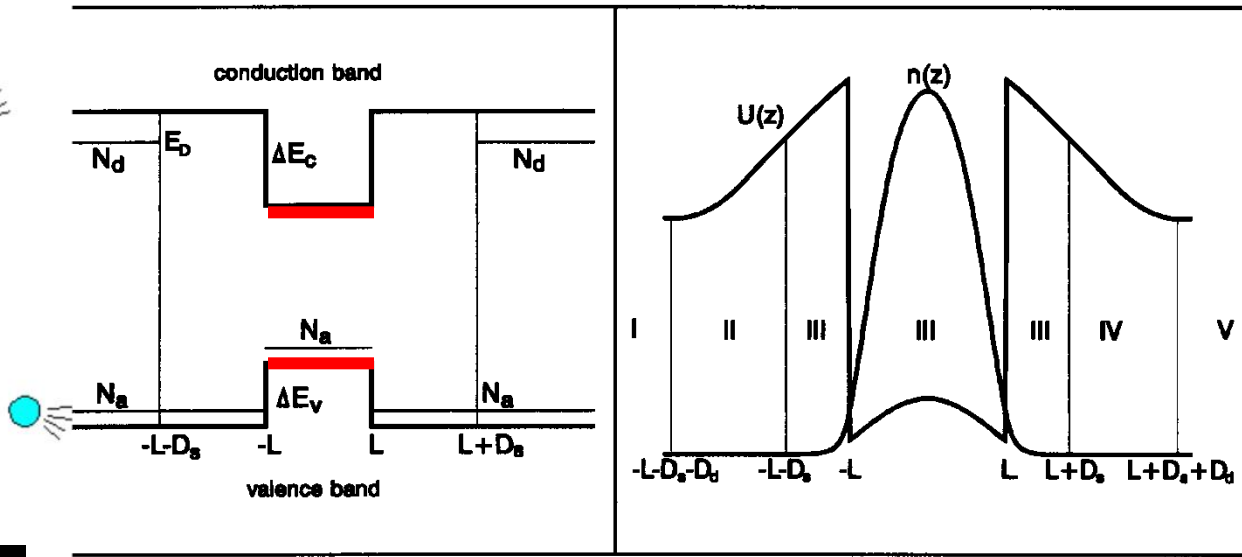 conduction band
E_D
N_d
ΔE_c
N_d
N_a
N_a
ΔE_v
N_a
-L-D_s
-L
L
L+D_s
valence band
n(z)
U(z)
I
II
III
III
III
IV
V
-L-D_s-D_d
-L-D_s
-L
L
L+D_s
L+D_s+D_d